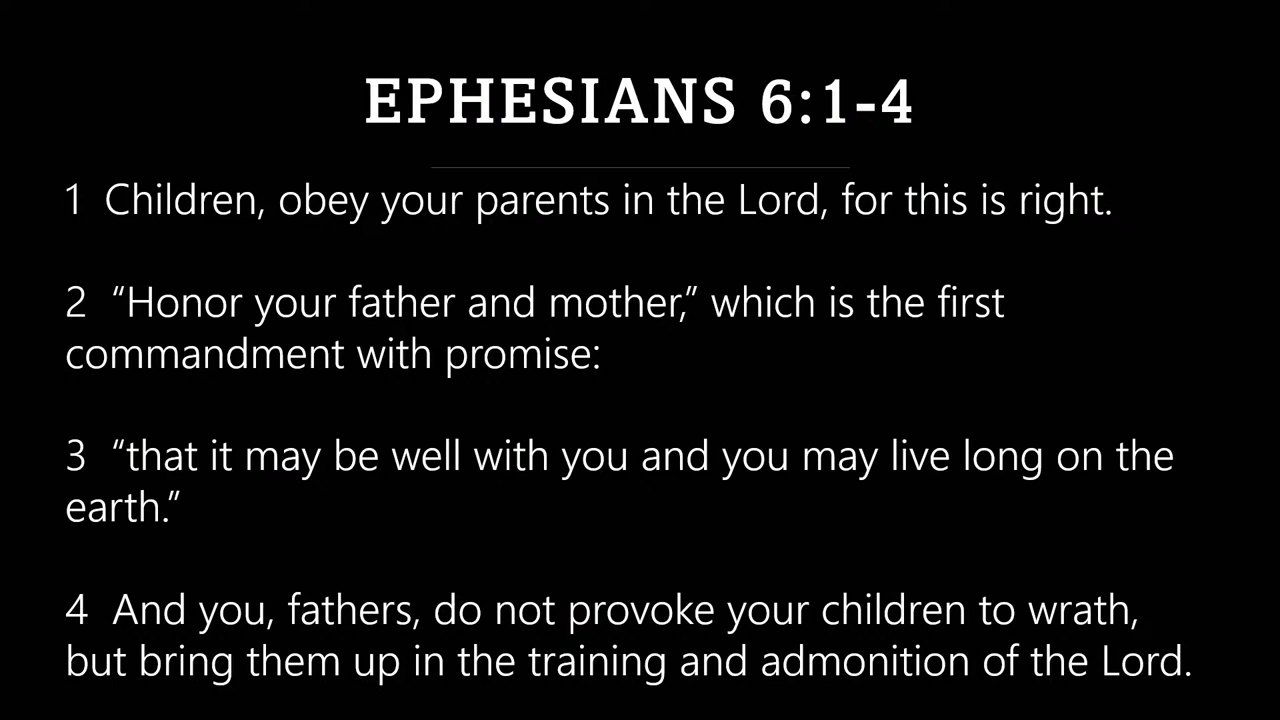 EPHESIANS 6:1-4
1 Children, obey your parents in the Lord, for this is right.
2 “Honor your father and mother,” which is the first
commandment with promise:
3 “that it may be well with you and you may live long on the
earth.”
4 And you, fathers, do not provoke your children to wrath,
but bring them up in the training and admonition of the Lord.